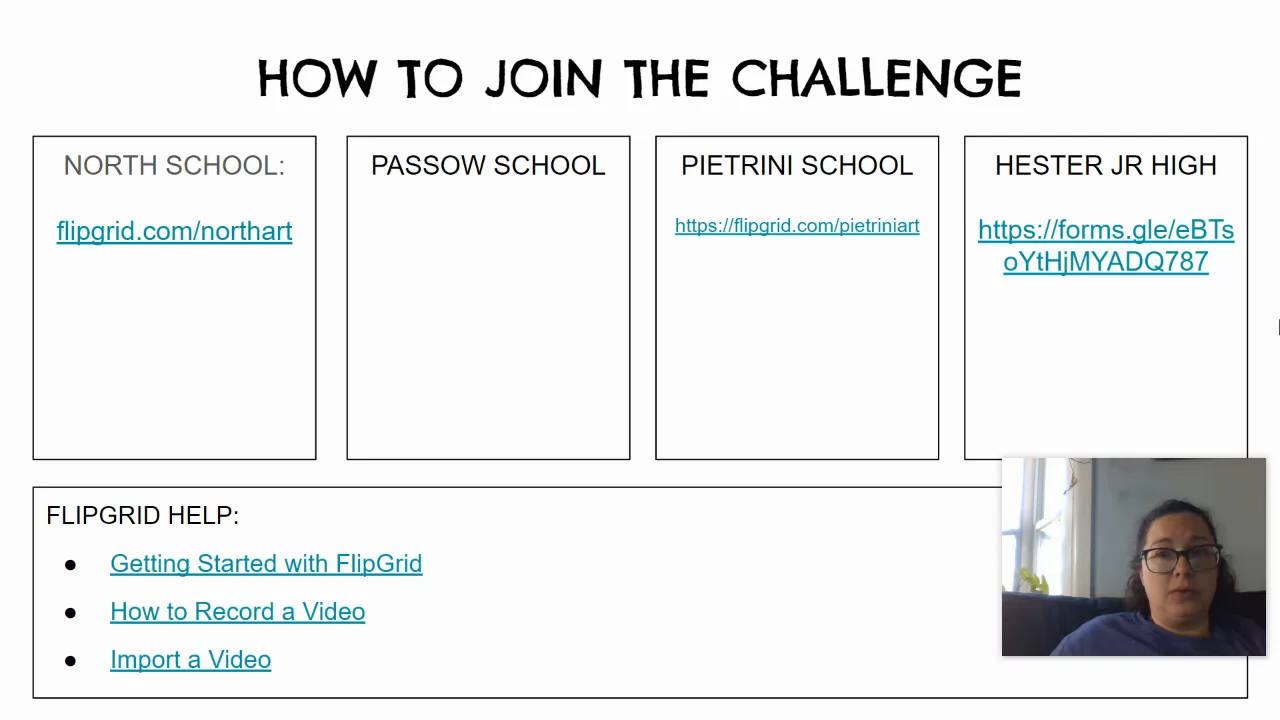 HOW TO JOIN THE CHALLENGE
NORTH SCHOOL:
flipgrid.com/northart
PASSOW SCHOOL
PIETRINI SCHOOL
https://flipgrid.com/pietriniart
HESTER JR HIGH
https://forms.gle/eBTs
oYtHjMYADQ787
FLIPGRID HELP:
● Getting Started with FlipGrid
● How to Record a Video
● Import a Video